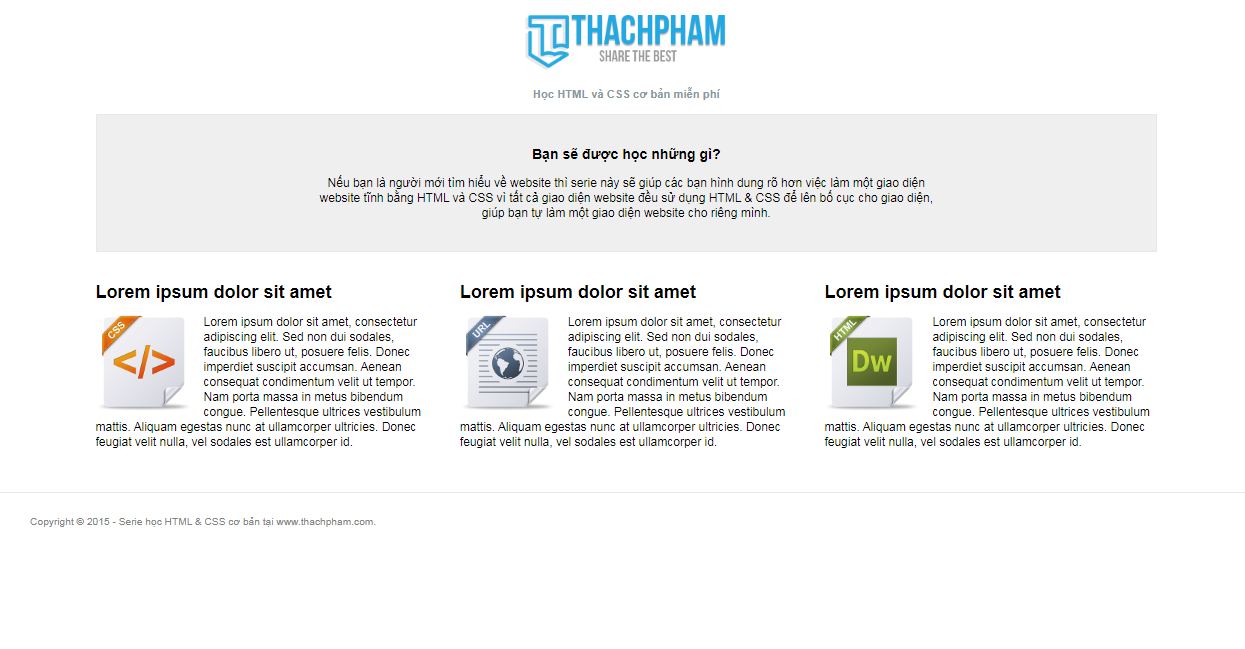 THACHPHAM
SHARE THE BEST
Học HTML và CSS cơ bản miễn phí
Bạn sẽ được học những gì?
Nếu bạn là người mới tìm hiểu về website thì serie này sẽ giúp các bạn hình dung rõ hơn việc làm một giao diện
website tĩnh bằng HTML và CSS vì tất cả giao diện website đều sử dụng HTML & CSS để lên bố cục cho giao diện,
giúp bạn tự làm một giao diện website cho riêng mình.
Lorem ipsum dolor sit amet
CSS
</>
Lorem ipsum dolor sit amet, consectetur
adipiscing elit. Sed non dui sodales,
faucibus libero ut, posuere felis. Donec
imperdiet suscipit accumsan. Aenean
consequat condimentum velit ut tempor.
Nam porta massa in metus bibendum
congue. Pellentesque ultrices vestibulum
mattis. Aliquam egestas nunc at ullamcorper ultricies. Donec
feugiat velit nulla, vel sodales est ullamcorper id.
Lorem ipsum dolor sit amet
URL
Lorem ipsum dolor sit amet, consectetur
adipiscing elit. Sed non dui sodales,
faucibus libero ut, posuere felis. Donec
imperdiet suscipit accumsan. Aenean
consequat condimentum velit ut tempor.
Nam porta massa in metus bibendum
congue. Pellentesque ultrices vestibulum
mattis. Aliquam egestas nunc at ullamcorper ultricies. Donec
feugiat velit nulla, vel sodales est ullamcorper id.
Lorem ipsum dolor sit amet
HTML
Dw
Lorem ipsum dolor sit amet, consectetur
adipiscing elit. Sed non dui sodales,
faucibus libero ut, posuere felis. Donec
imperdiet suscipit accumsan. Aenean
consequat condimentum velit ut tempor.
Nam porta massa in metus bibendum
congue. Pellentesque ultrices vestibulum
mattis. Aliquam egestas nunc at ullamcorper ultricies. Donec
feugiat velit nulla, vel sodales est ullamcorper id.
Copyright © 2015 - Serie học HTML & CSS cơ bản tại www.thachpham.com.